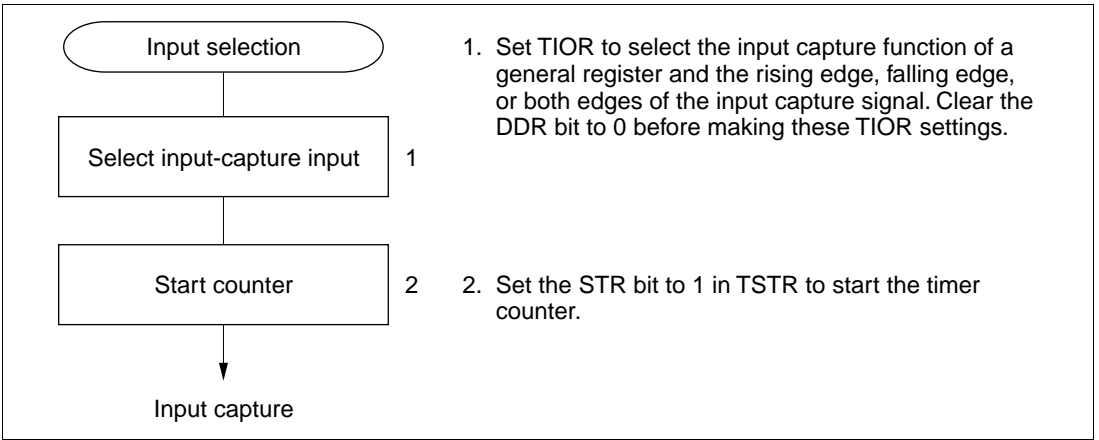 Input selection
1. Set TIOR to select the input capture function of a
general register and the rising edge, falling edge,
or both edges of the input capture signal. Clear the
DDR bit to 0 before making these TIOR settings.
Select input-capture input 1
Start counter 2
2. Set the STR bit to 1 in TSTR to start the timer
counter.
Input capture